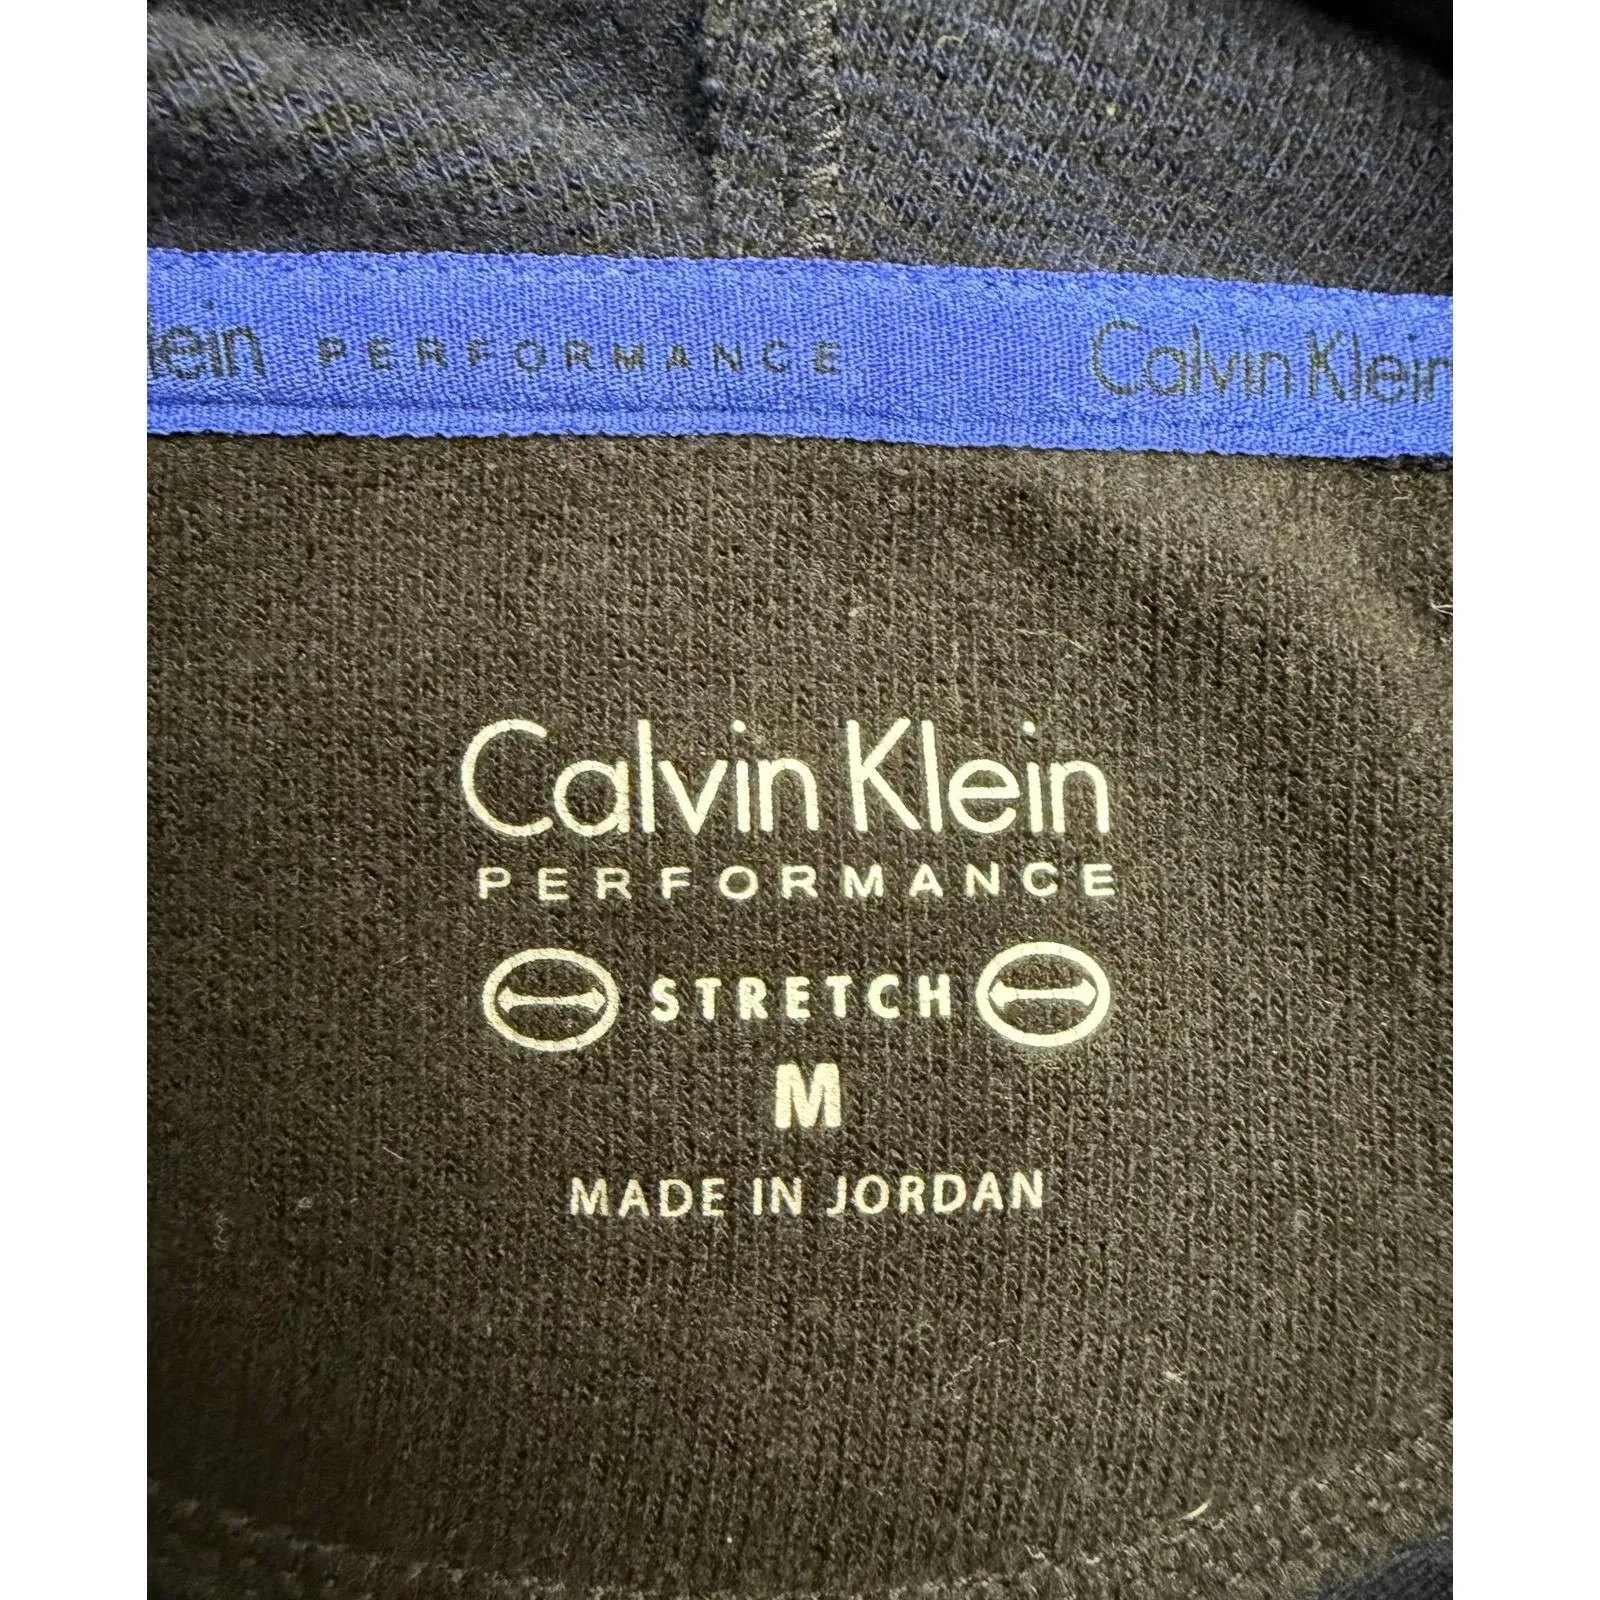 lein PERFORMANCE Calvin Klein
Calvin Klein
PERFORMANCE
STRETCH
M
MADE IN JORDAN